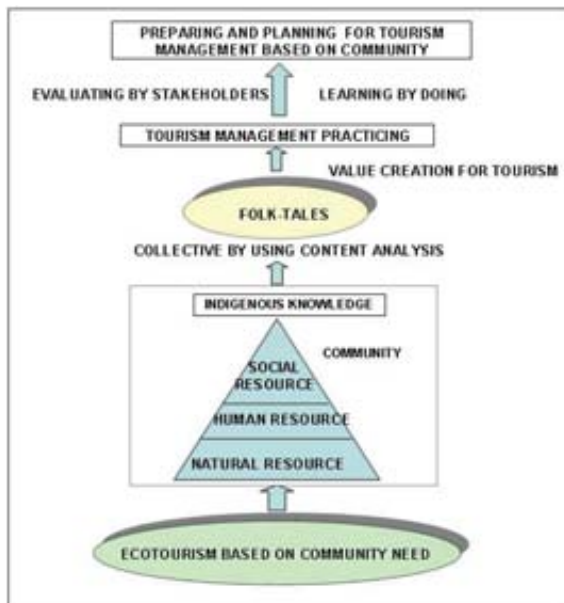 PREPARING AND PLANNING FOR TOURISM
MANAGEMENT BASED ON COMMUNITY
EVALUATING BY STAKEHOLDERS
LEARNING BY DOING
TOURISM MANAGEMENT PRACTICING
VALUE CREATION FOR TOURISM
FOLK-TALES
COLLECTIVE BY USING CONTENT ANALYSIS
INDIGENOUS KNOWLEDGE
COMMUNITY
SOCIAL
RESOURCE
HUMAN RESOURCE
NATURAL RESOURCE
ECOTOURISM BASED ON COMMUNITY NEED